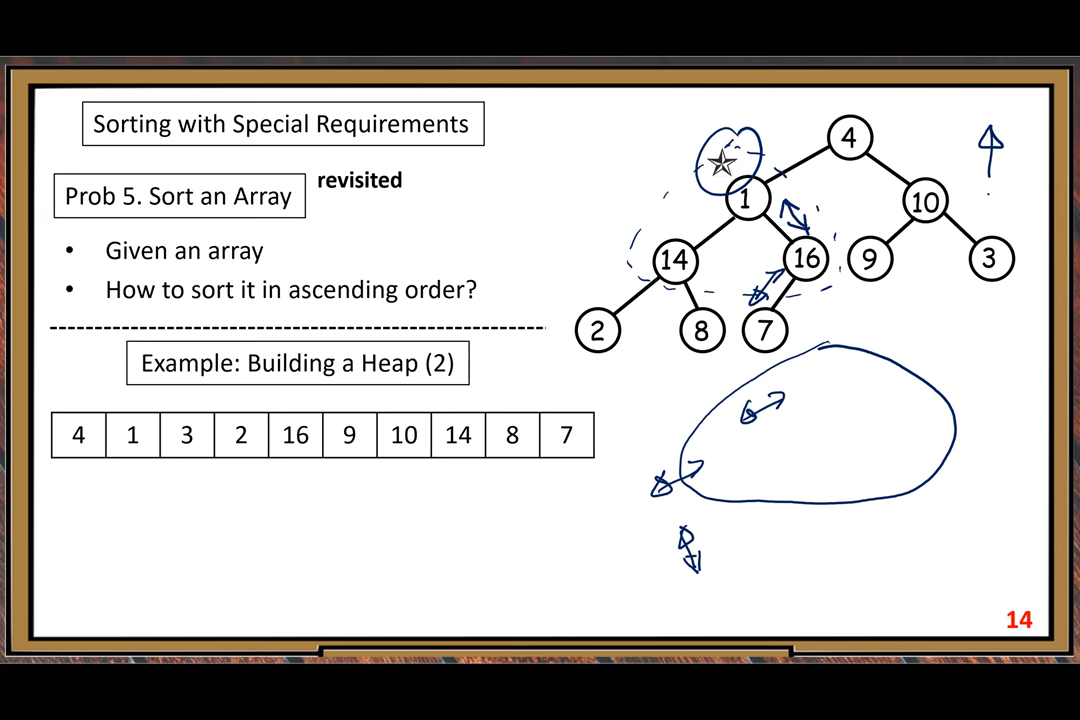 Sorting with Special Requirements
Prob 5. Sort an Array
revisited
• Given an array
• How to sort it in ascending order?
Example: Building a Heap (2)
4 1 3 2 16 9 10 14 8 7
4
1 10
14 16 9 3
2 8 7
14